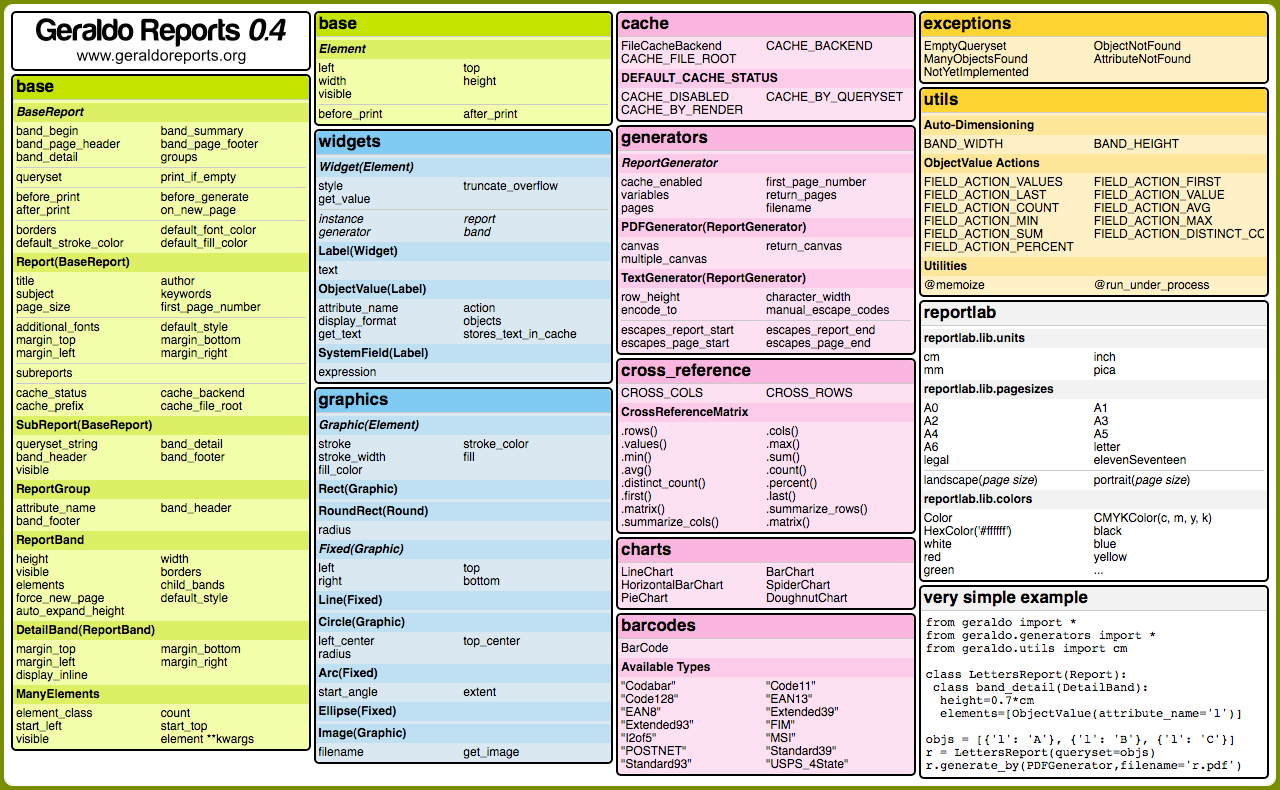 Geraldo Reports 0.4
www.geraldoreports.org
base
BaseReport
band_begin band_summary
band_page_header band_page_footer
band_detail groups
queryset print_if_empty
before_print before_generate
after_print on_new_page
borders default_font_color
default_stroke_color default_fill_color
Report(BaseReport)
title author
subject keywords
page_size first_page_number
additional_fonts default_style
margin_top margin_bottom
margin_left margin_right
subreports
cache_status cache_backend
cache_prefix cache_file_root
SubReport(BaseReport)
queryset_string band_detail
band_header band_footer
visible
ReportGroup
attribute_name band_header
band_footer
ReportBand
height width
visible borders
elements child_bands
force_new_page default_style
auto_expand_height
DetailBand(ReportBand)
margin_top margin_bottom
margin_left margin_right
display_inline
ManyElements
element_class count
start_left start_top
visible element **kwargs
base
Element
left top
width height
visible
before_print after_print
widgets
Widget(Element)
style truncate_overflow
get_value
instance report
generator band
Label(Widget)
text
ObjectValue(Label)
attribute_name action
display_format objects
get_text stores_text_in_cache
SystemField(Label)
expression
graphics
Graphic(Element)
stroke stroke_color
stroke_width fill
fill_color
Rect(Graphic)
RoundRect(Round)
radius
Fixed(Graphic)
left top
right bottom
Line(Fixed)
Circle(Graphic)
left_center top_center
radius
Arc(Fixed)
start_angle extent
Ellipse(Fixed)
Image(Graphic)
filename get_image
cache
FileCacheBackend CACHE_BACKEND
CACHE_FILE_ROOT
DEFAULT_CACHE_STATUS
CACHE_DISABLED CACHE_BY_QUERYSET
CACHE_BY_RENDER
generators
ReportGenerator
cache_enabled first_page_number
variables return_pages
pages filename
PDFGenerator(ReportGenerator)
canvas return_canvas
multiple_canvas
TextGenerator(ReportGenerator)
row_height character_width
encode_to manual_escape_codes
escapes_report_start escapes_report_end
escapes_page_start escapes_page_end
cross_reference
CROSS_COLS CROSS_ROWS
CrossReferenceMatrix
.rows() .cols()
.values() .max()
.min() .sum()
.avg() .count()
.distinct_count() .percent()
.first() .last()
.matrix() .summarize_rows()
.summarize_cols() .matrix()
charts
LineChart BarChart
HorizontalBarChart SpiderChart
PieChart DoughnutChart
barcodes
BarCode
Available Types
"Codabar" "Code11"
"Code128" "EAN13"
"EAN8" "Extended39"
"Extended93" "FIM"
"I2of5" "MSI"
"POSTNET" "Standard39"
"Standard93" "USPS_4State"
exceptions
EmptyQueryset ObjectNotFound
ManyObjectsFound AttributeNotFound
NotYetImplemented
utils
Auto-Dimensioning
BAND_WIDTH BAND_HEIGHT
ObjectValue Actions
FIELD_ACTION_VALUES FIELD_ACTION_FIRST
FIELD_ACTION_LAST FIELD_ACTION_VALUE
FIELD_ACTION_COUNT FIELD_ACTION_AVG
FIELD_ACTION_MIN FIELD_ACTION_MAX
FIELD_ACTION_SUM FIELD_ACTION_DISTINCT_CO
FIELD_ACTION_PERCENT
Utilities
@memoize @run_under_process
reportlab
reportlab.lib.units
cm inch
mm pica
reportlab.lib.pagesizes
A0 A1
A2 A3
A4 A5
A6 letter
legal elevenSeventeen
landscape(page size) portrait(page size)
reportlab.lib.colors
Color CMYKColor(c, m, y, k)
HexColor('#ffffff') black
white blue
red yellow
green ...
very simple example
from geraldo import *
from geraldo.generators import *
from geraldo.utils import cm
class LettersReport(Report):
class band_detail(DetailBand):
height=0.7*cm
elements=[ObjectValue(attribute_name='l')]
objs = [{'l': 'A'}, {'l': 'B'}, {'l': 'C'}]
r = LettersReport(queryset=objs)
r.generate_by(PDFGenerator,filename='r.pdf')